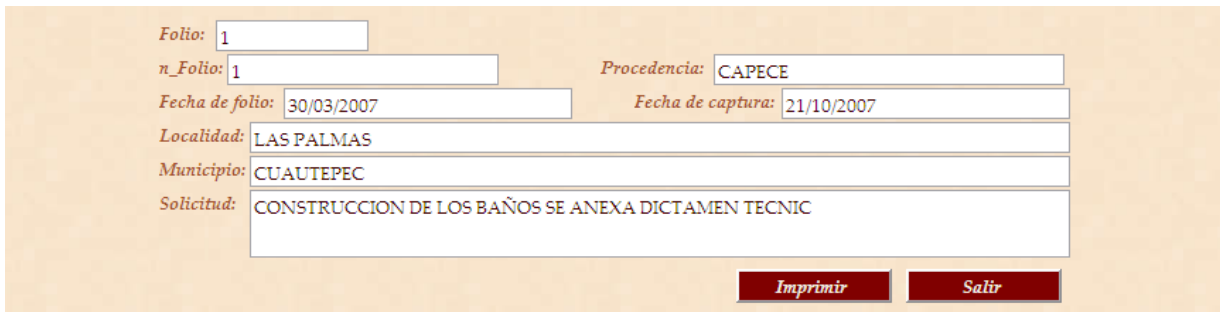 Folio: 1
n_Folio: 1 Procedencia: CAPECE
Fecha de folio: 30/03/2007 Fecha de captura: 21/10/2007
Localidad: LAS PALMAS
Municipio: CUAUTEPEC
Solicitud: CONSTRUCCION DE LOS BAÑOS SE ANEXA DICTAMEN TECNIC
Imprimir Salir